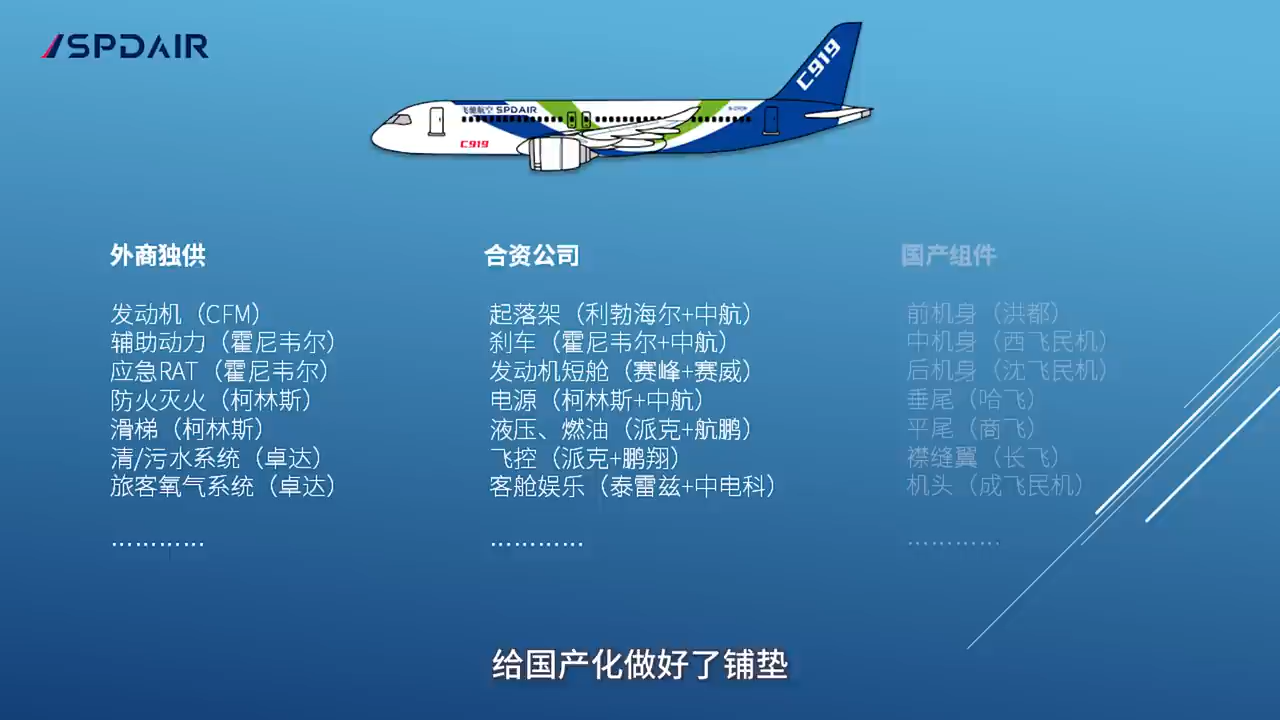 SPDAIR
C919
飞驰航空 SPDAIR
C919
外商独供
发动机（CFM）
辅助动力（霍尼韦尔）
应急RAT（霍尼韦尔）
防火灭火（柯林斯）
滑梯（柯林斯）
清/污水系统（卓达）
旅客氧气系统（卓达）
…………
合资公司
起落架（利勃海尔+中航）
刹车（霍尼韦尔+中航）
发动机短舱（赛峰+赛威）
电源（柯林斯+中航）
液压、燃油（派克+航鹏）
飞控（派克+鹏翔）
客舱娱乐（泰雷兹+中电科）
…………
国产组件
前机身（洪都）
中机身（西飞民机）
后机身（沈飞民机）
垂尾（哈飞）
平尾（商飞）
襟缝翼（长飞）
机头（成飞民机）
…………
给国产化做好了铺垫